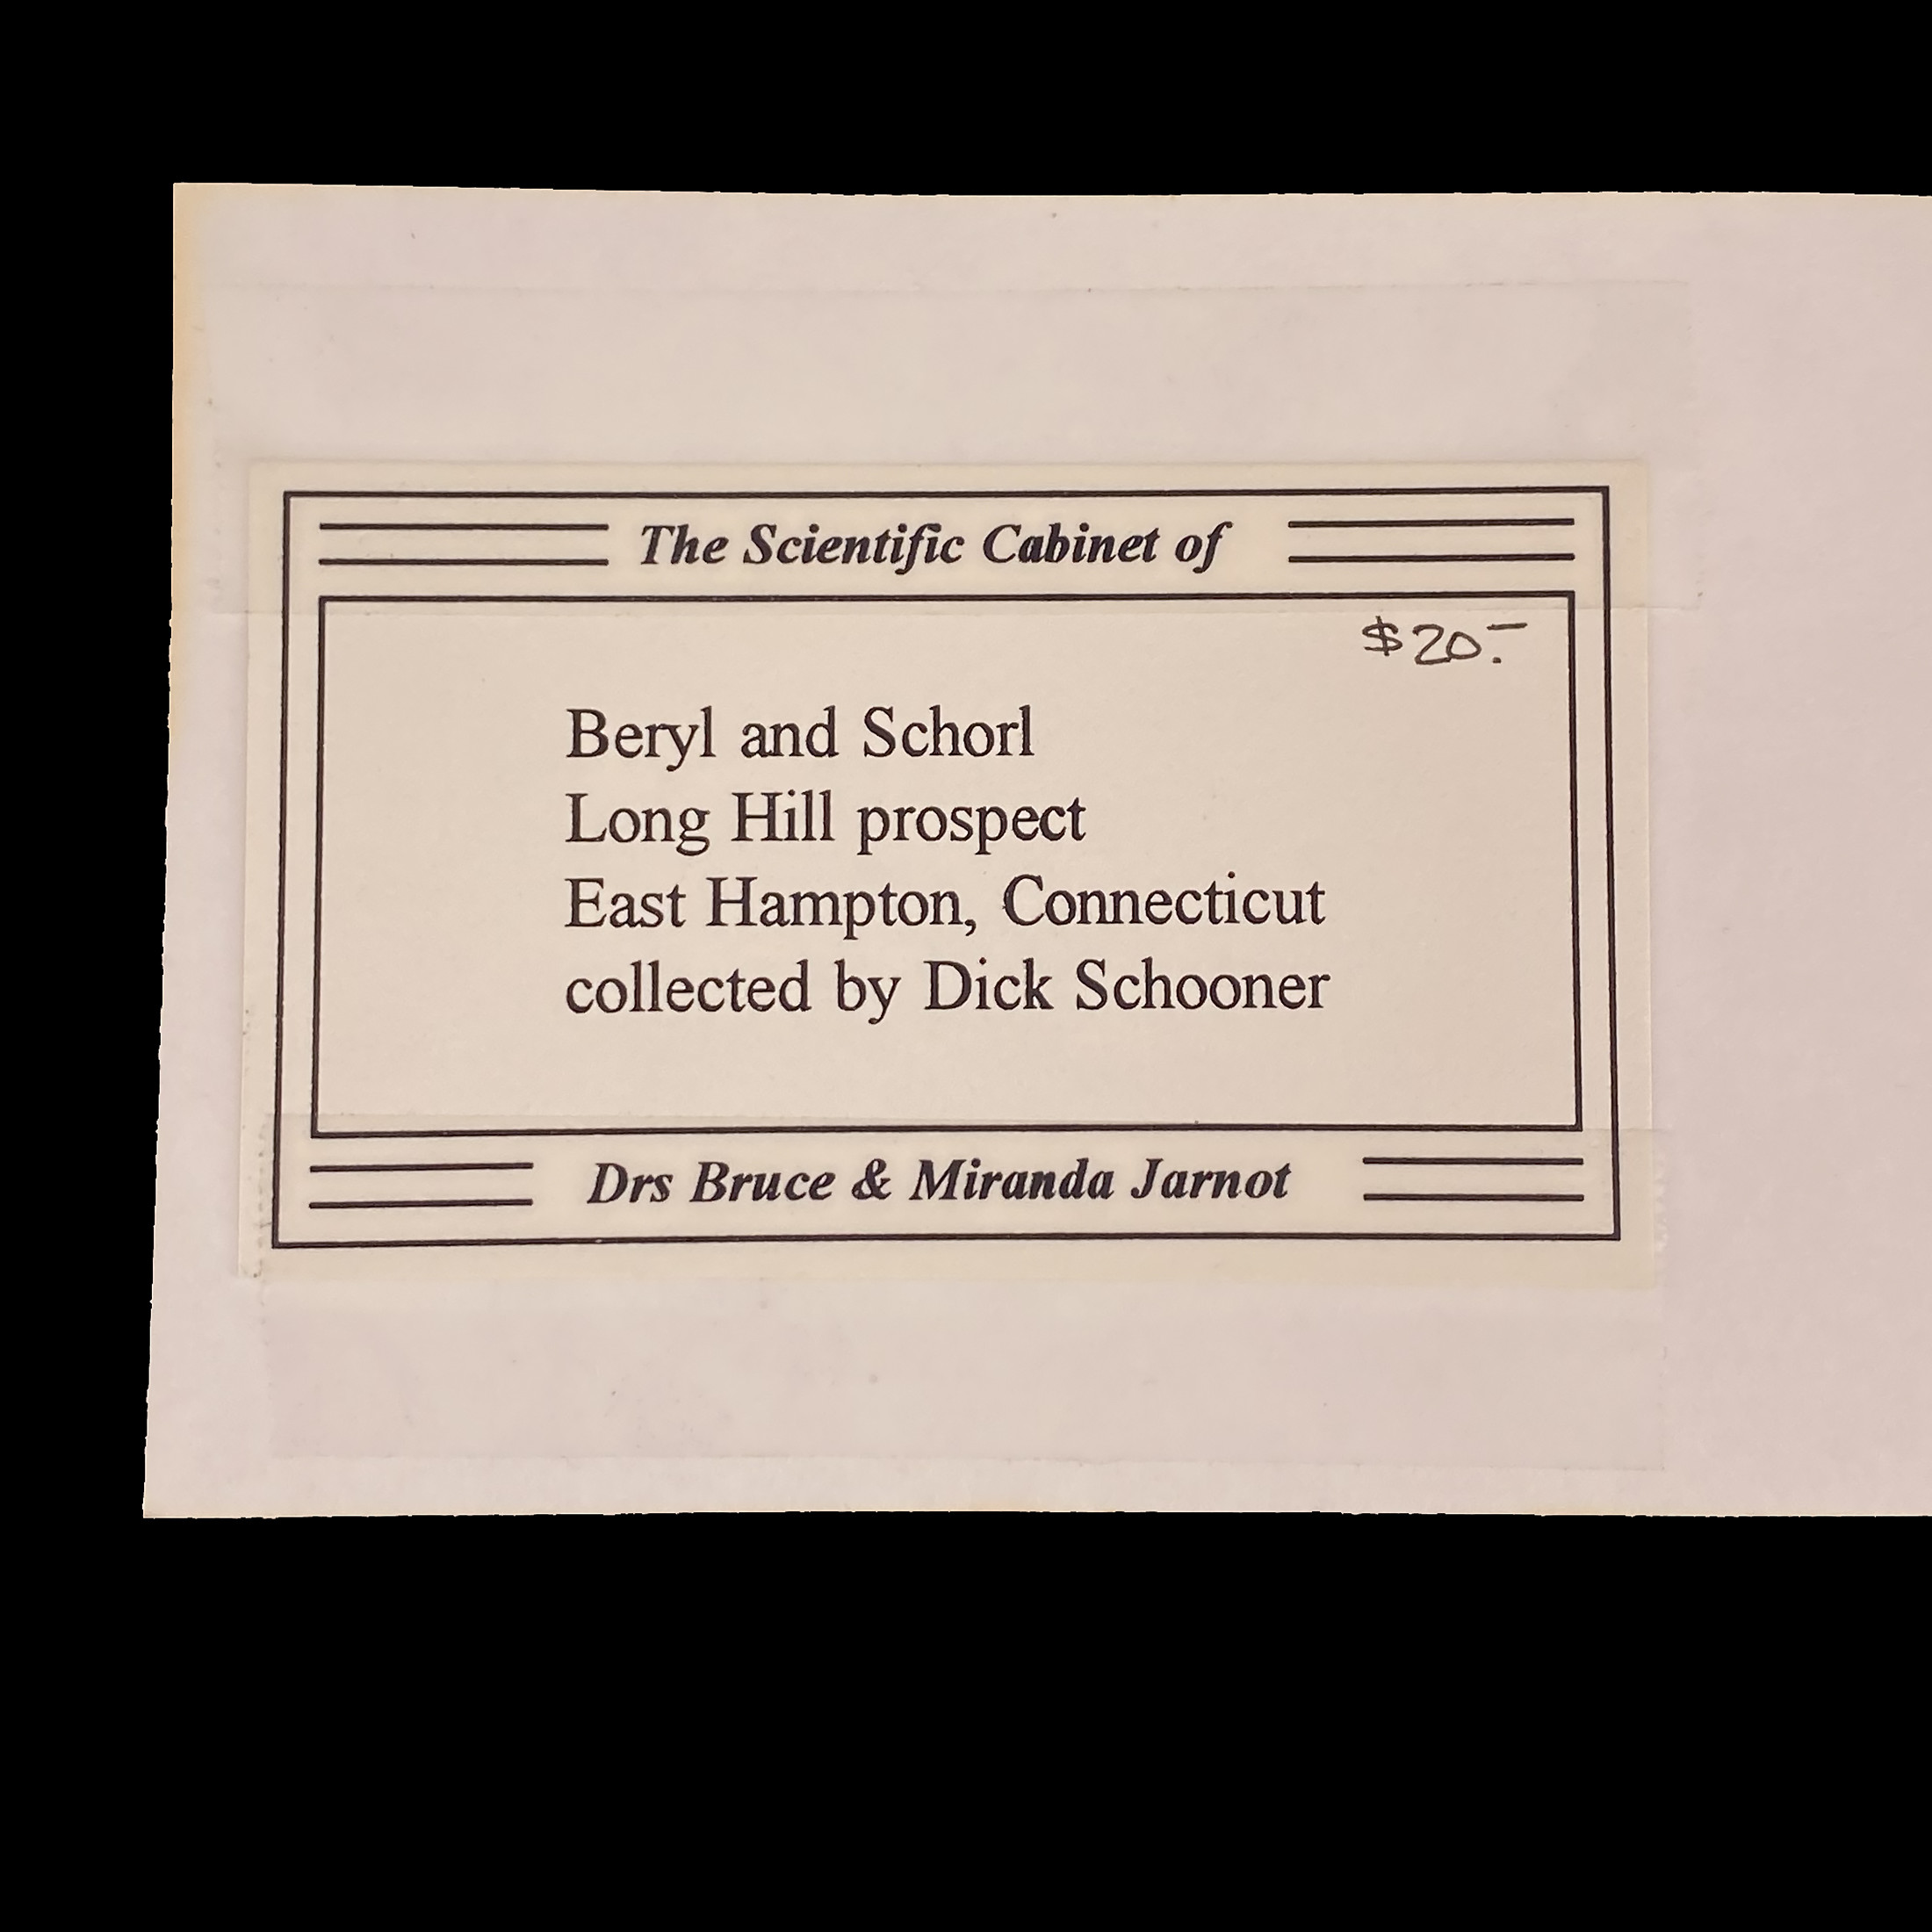 The Scientific Cabinet of
$20.-
Beryl and Schorl
Long Hill prospect
East Hampton, Connecticut
collected by Dick Schooner
Drs Bruce & Miranda Jarnot